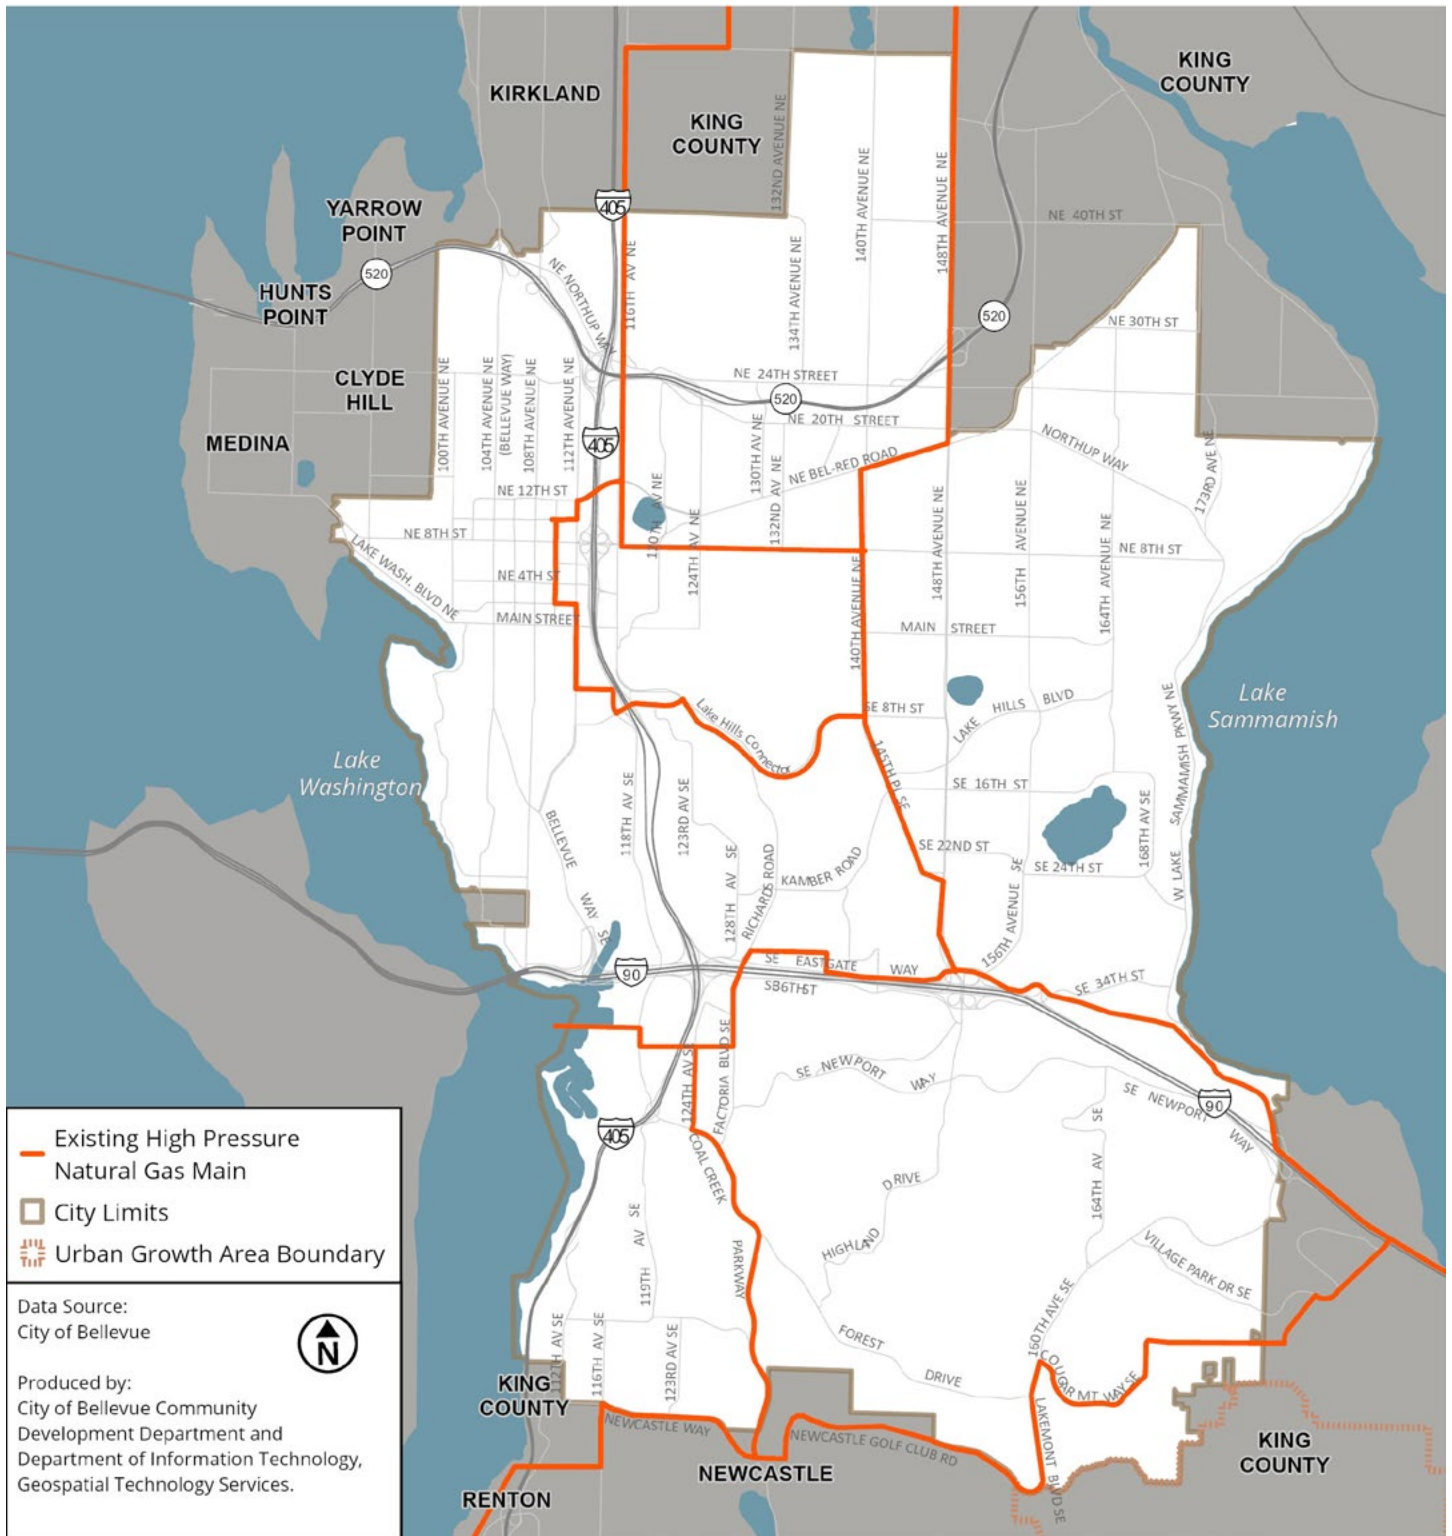 KIRKLAND
KING
COUNTY
KING
COUNTY
YARROW
POINT
HUNTS
POINT
CLYDE
HILL
MEDINA
405
520
520
520
405
132ND AVENUE NE
140TH AVENUE NE
148TH AVENUE NE
NE 40TH ST
116TH AV NE
NE NORTHUP WAY
134TH AVENUE NE
NE 30TH ST
NE 24TH STREET
NE 20TH STREET
100TH AVENUE NE
104TH AVENUE NE
(BELLEVUE WAY)
108TH AVENUE NE
112TH AVENUE NE
130TH AV NE
132ND AV NE
NE BEL-RED ROAD
NORTHUP WAY
173RD AVE NE
NE 12TH ST
120TH AV NE
124TH AV NE
148TH AVENUE NE
156TH AVENUE NE
164TH AVENUE NE
NE 8TH ST
NE 8TH ST
LAKE WASH. BLVD NE
NE 4TH ST
MAIN STREET
140TH AVENUE NE
MAIN STREET
Lake Hills Connector
SE 8TH ST
LAKE HILLS BLVD
W LAKE SAMMAMISH PKWY NE
Lake
Sammamish
Lake
Washington
145TH PL SE
SE 16TH ST
118TH AV SE
123RD AV SE
BELLEVUE WAY SE
128TH AV SE
RICHARDS ROAD
KAMBER ROAD
SE 22ND ST
SE 24TH ST
168TH AV SE
156TH AVENUE SE
SE EASTGATE WAY
90
SE 34TH ST
124TH AV SE
FACTORIA BLVD SE
SE NEWPORT WAY
SE NEWPORT WAY
90
405
COAL CREEK PARKWAY
164TH AV SE
HIGHLAND DRIVE
119TH AV SE
VILLAGE PARK DR SE
160TH AVE SE
FOREST DRIVE
112TH AV SE
116TH AV SE
123RD AV SE
COUGAR MT WAY SE
LAKEMONT BLVD SE
KING
COUNTY
NEWCASTLE WAY
NEWCASTLE GOLF CLUB RD
NEWCASTLE
RENTON
KING
COUNTY
Existing High Pressure
Natural Gas Main
City Limits
Urban Growth Area Boundary
Data Source:
City of Bellevue
N
Produced by:
City of Bellevue Community
Development Department and
Department of Information Technology,
Geospatial Technology Services.